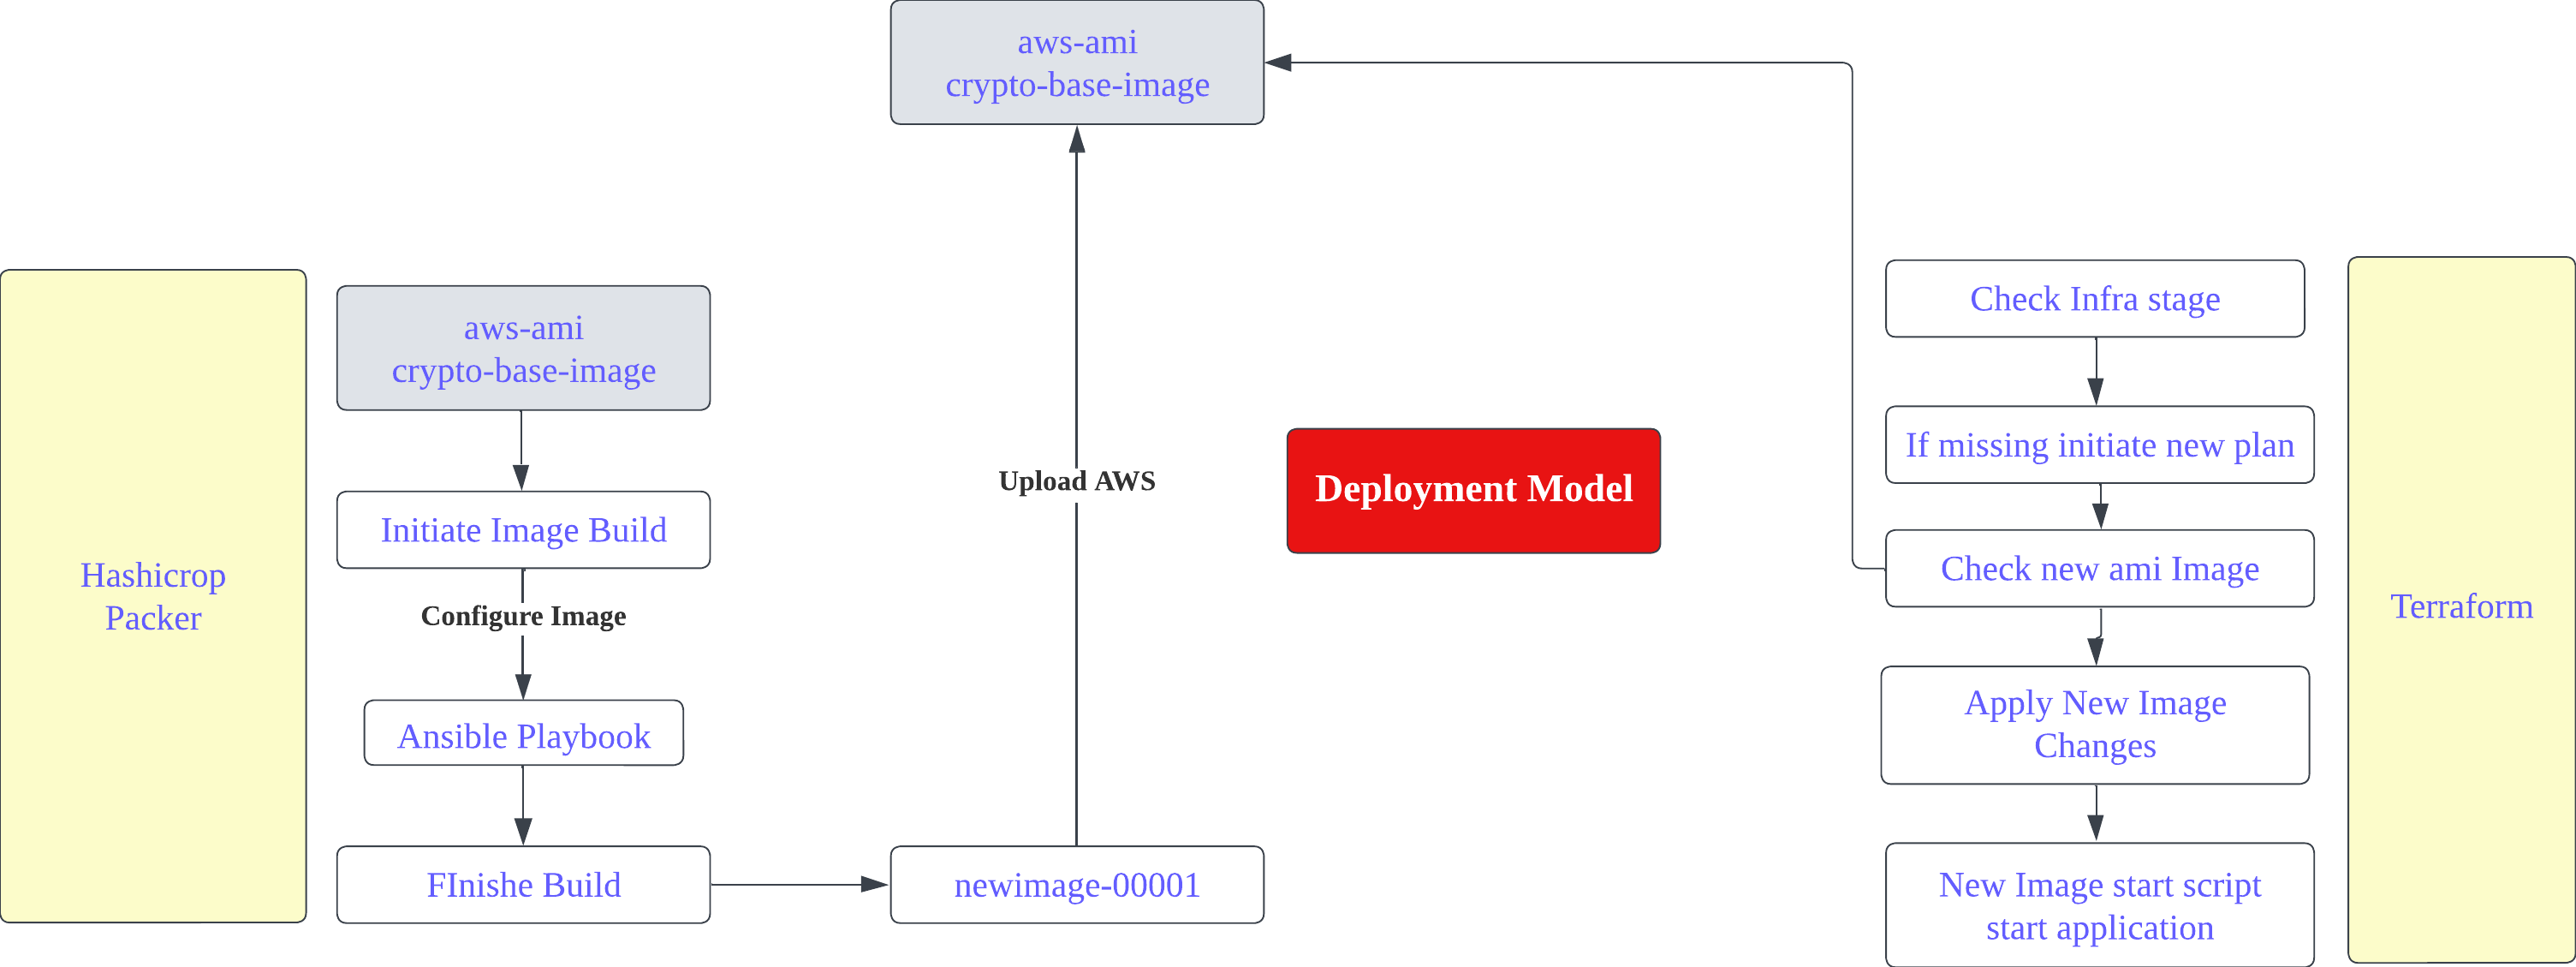 aws-ami
crypto-base-image
Hashicrop
Packer
aws-ami
crypto-base-image
Initiate Image Build
Configure Image
Ansible Playbook
FInishe Build
newimage-00001
Upload AWS
Deployment Model
Check Infra stage
If missing initiate new plan
Check new ami Image
Apply New Image
Changes
New Image start script
start application
Terraform